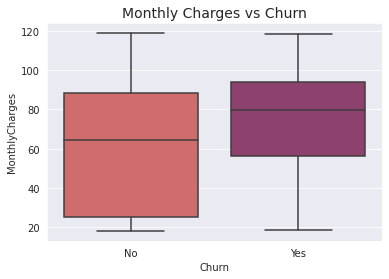 Monthly Charges vs Churn
120
100
80
60
40
20
MonthlyCharges
No
Yes
Churn